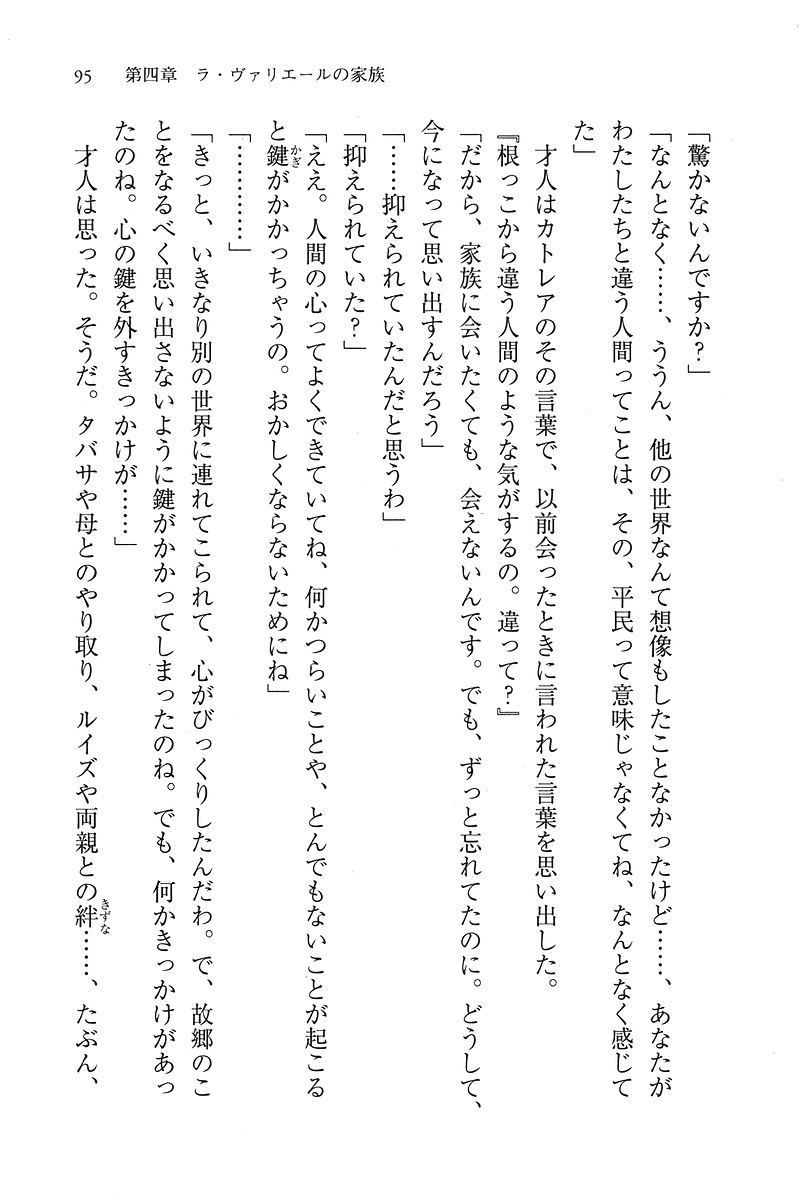 95 第四章 ラ・ヴァリエールの家族
「驚かないんですか？」
「なんとなく……、ううん、他の世界なんて想像もしたことなかったけど……、あなたが
わたしたちと違う人間ってことは、その、平民って意味じゃなくてね、なんとなく感じて
た」
　才人はカトレアのその言葉で、以前会ったときに言われた言葉を思い出した。
『根っこから違う人間のような気がするの。違って？』
「だから、家族に会いたくても、会えないんです。でも、ずっと忘れてたのに。どうして、
今になって思い出すんだろう」
「……抑えられていたんだと思うわ」
「抑えられていた？」
「ええ。人間の心ってよくできていてね、何かつらいことや、とんでもないことが起こる
と鍵がかかっちゃうの。おかしくならないためにね」
「…………」
「きっと、いきなり別の世界に連れてこられて、心がびっくりしたんだわ。で、故郷のこ
とをなるべく思い出さないように鍵がかかってしまったのね。でも、何かきっかけがあっ
たのね。心の鍵を外すきっかけが……」
　才人は思った。そうだ。タバサや母とのやり取り、ルイズや両親との絆……、たぶん、